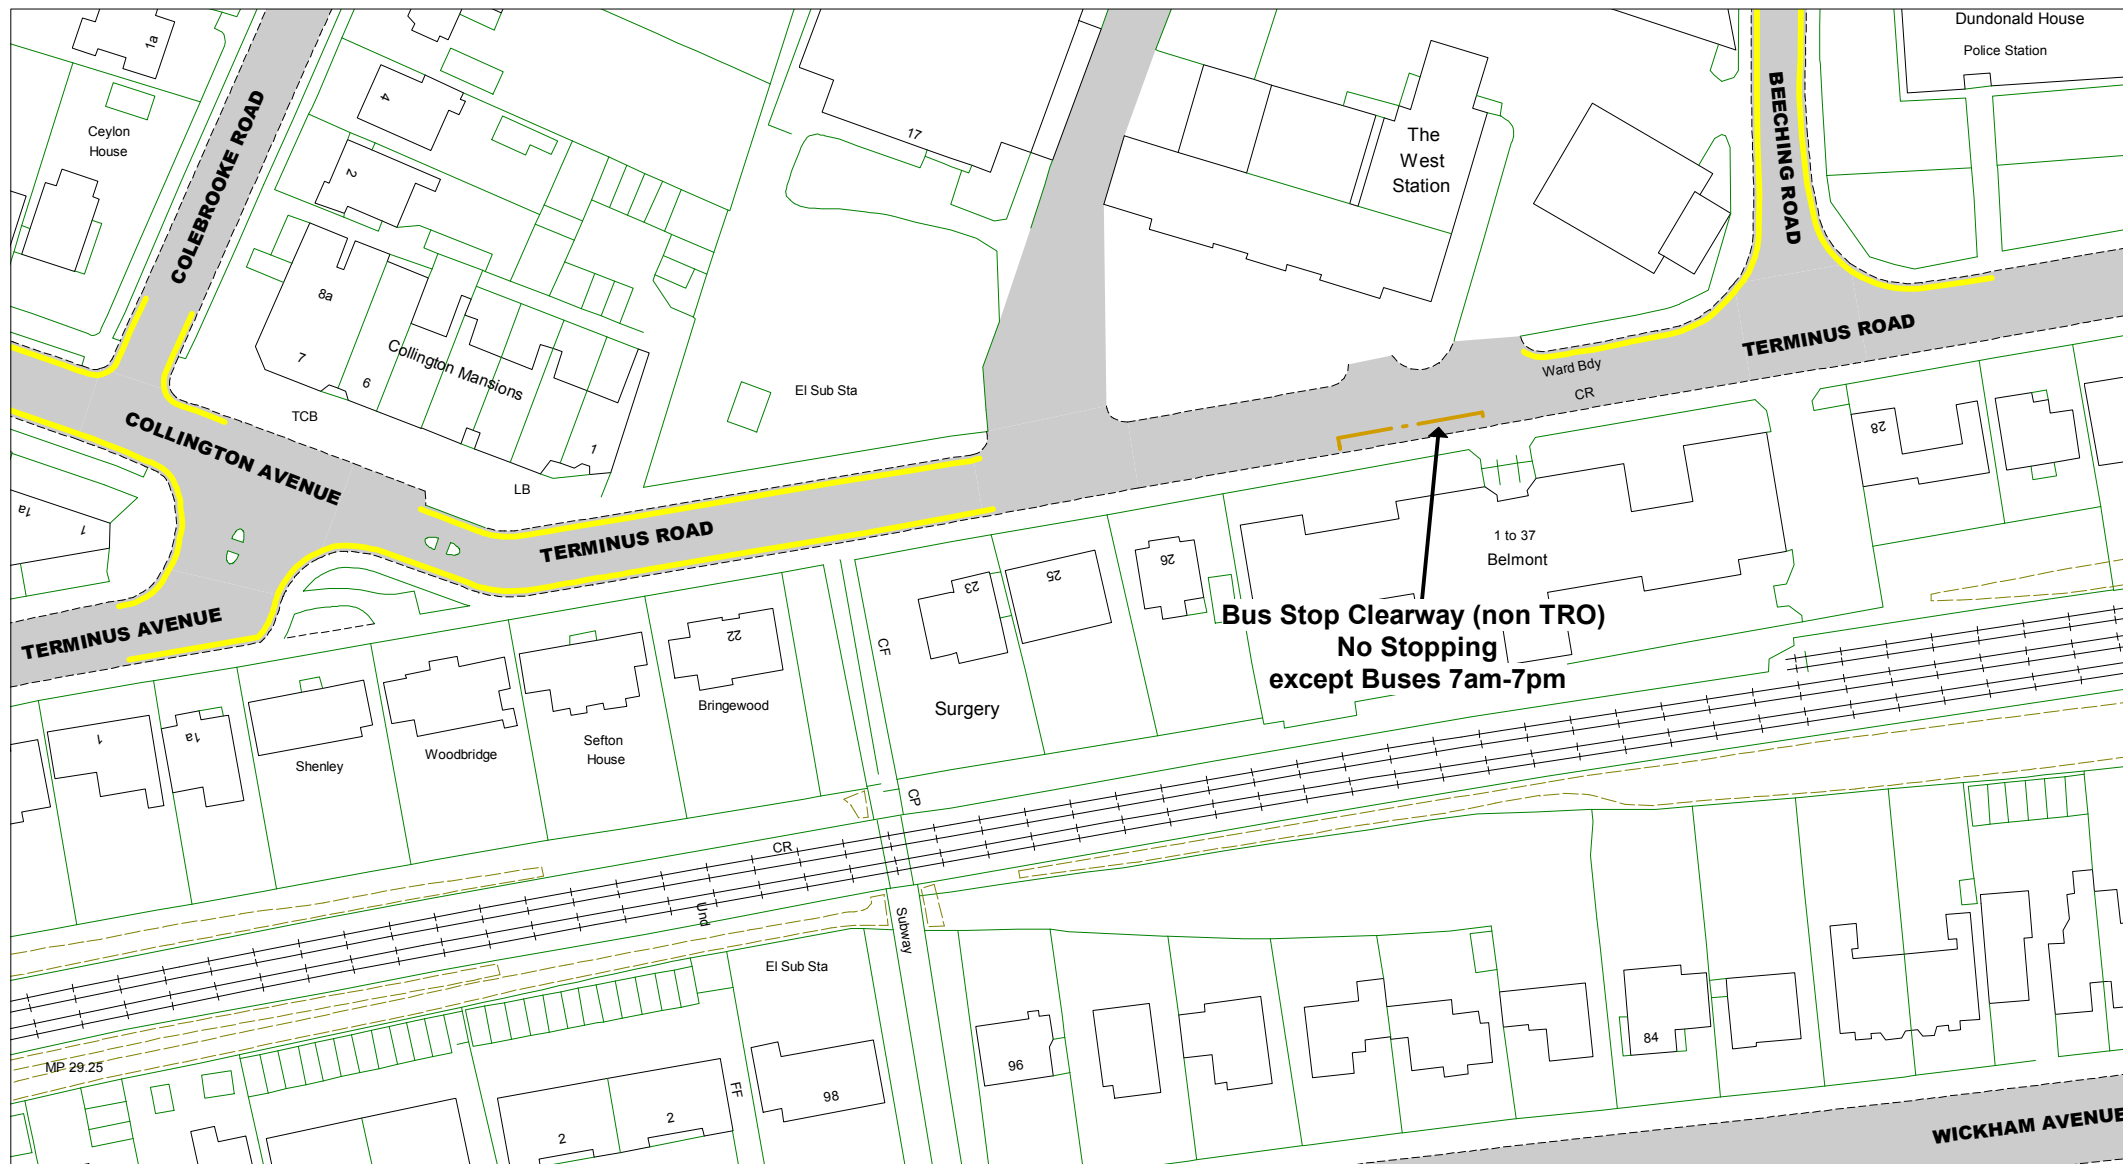 Dundonald House
Police Station
1a
4
17
Ceylon
House
COLEBROOKE ROAD
2
The
West
Station
BEECHING ROAD
8a
7
6
Collington Mansions
1
TCB
LB
El Sub Sta
Ward Bdy
CR
TERMINUS ROAD
COLLINGTON AVENUE
1a
1
TERMINUS ROAD
28
26
25
23
22
1 to 37
Belmont
Bus Stop Clearway (non TRO)
No Stopping
except Buses 7am-7pm
TERMINUS AVENUE
CF
Surgery
Bringewood
Sefton
House
Woodbridge
Shenley
1
1a
CP
CR
Und
Subway
El Sub Sta
MP 29.25
96
84
98
FF
2
2
WICKHAM AVENUE